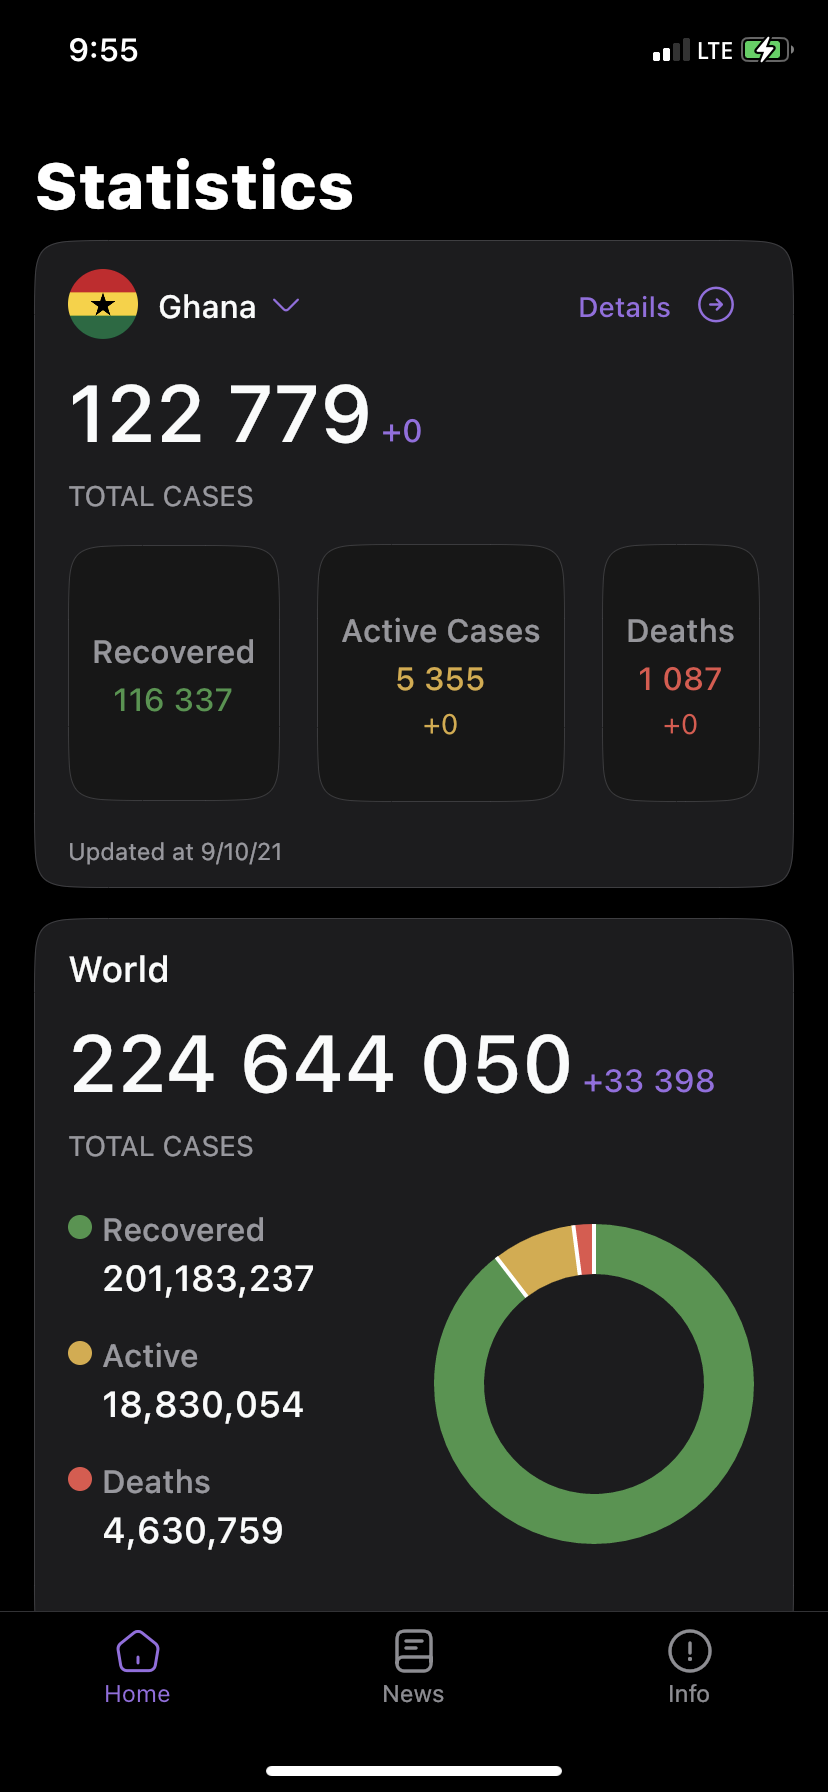 9:55 LTE
Statistics
Ghana Details
122 779 +0
TOTAL CASES
Recovered
116 337
Active Cases
5 355
+0
Deaths
1 087
+0
Updated at 9/10/21
World
224 644 050 +33 398
TOTAL CASES
Recovered
201,183,237
Active
18,830,054
Deaths
4,630,759
Home News Info